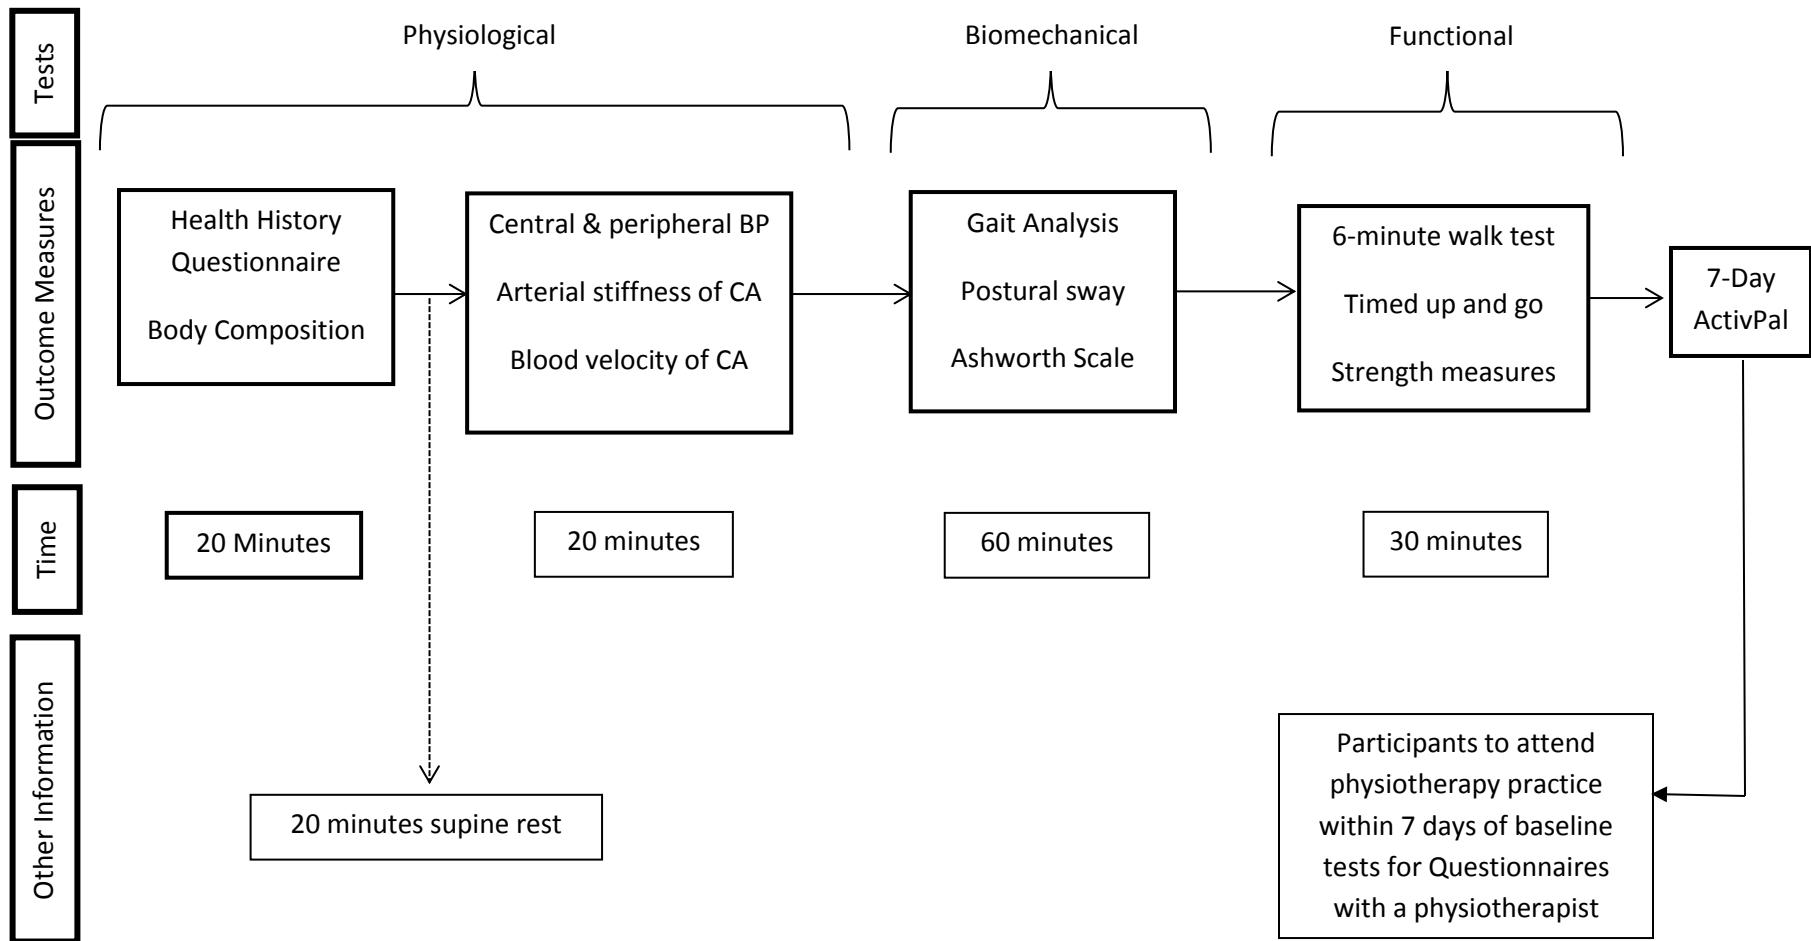 Tests
Physiological
Biomechanical
Functional
Outcome Measures
Health History
Questionnaire
Body Composition
Central & peripheral BP
Arterial stiffness of CA
Blood velocity of CA
Gait Analysis
Postural sway
Ashworth Scale
6-minute walk test
Timed up and go
Strength measures
7-Day
ActivPal
Time
20 Minutes
20 minutes
60 minutes
30 minutes
Other Information
20 minutes supine rest
Participants to attend
physiotherapy practice
within 7 days of baseline
tests for Questionnaires
with a physiotherapist